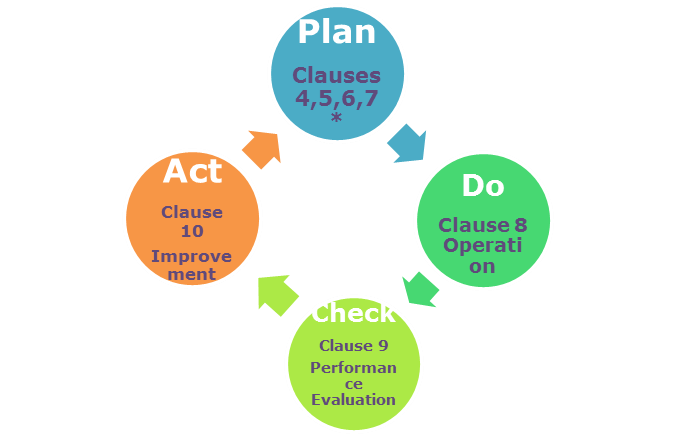 Plan
Clauses
4,5,6,7
*
Do
Clause 8
Operati
on
Check
Clause 9
Performan
ce
Evaluation
Act
Clause
10
Improve
ment